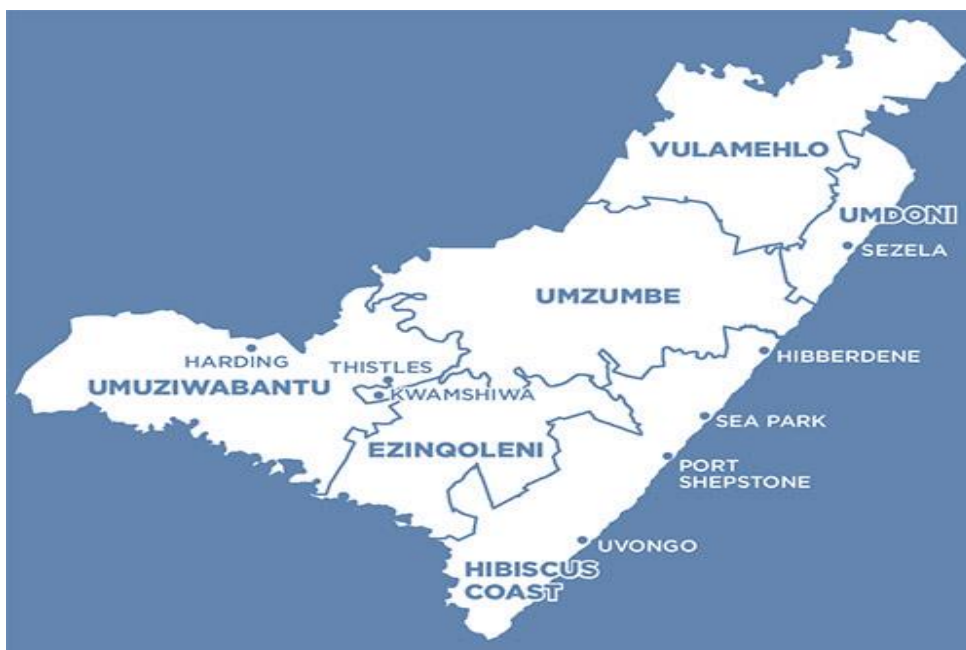 VULAMEHLO
UMDONI
SEZELA
UMZUMBE
HIBBERDENE
HARDING
THISTLES
UMUZIWABANTU
KWAMSHIWA
SEA PARK
EZINQOLENI
PORT
SHEPSTONE
UVONGO
HIBISCUS
COAST